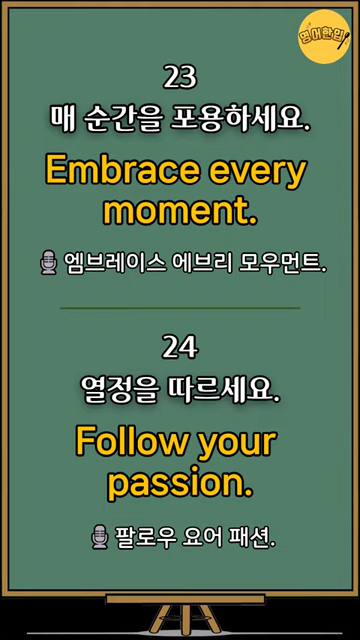 영어한입
23
매 순간을 포용하세요.
Embrace every
moment.
엠브레이스 에브리 모우먼트.
24
열정을 따르세요.
Follow your
passion.
팔로우 요어 패션.